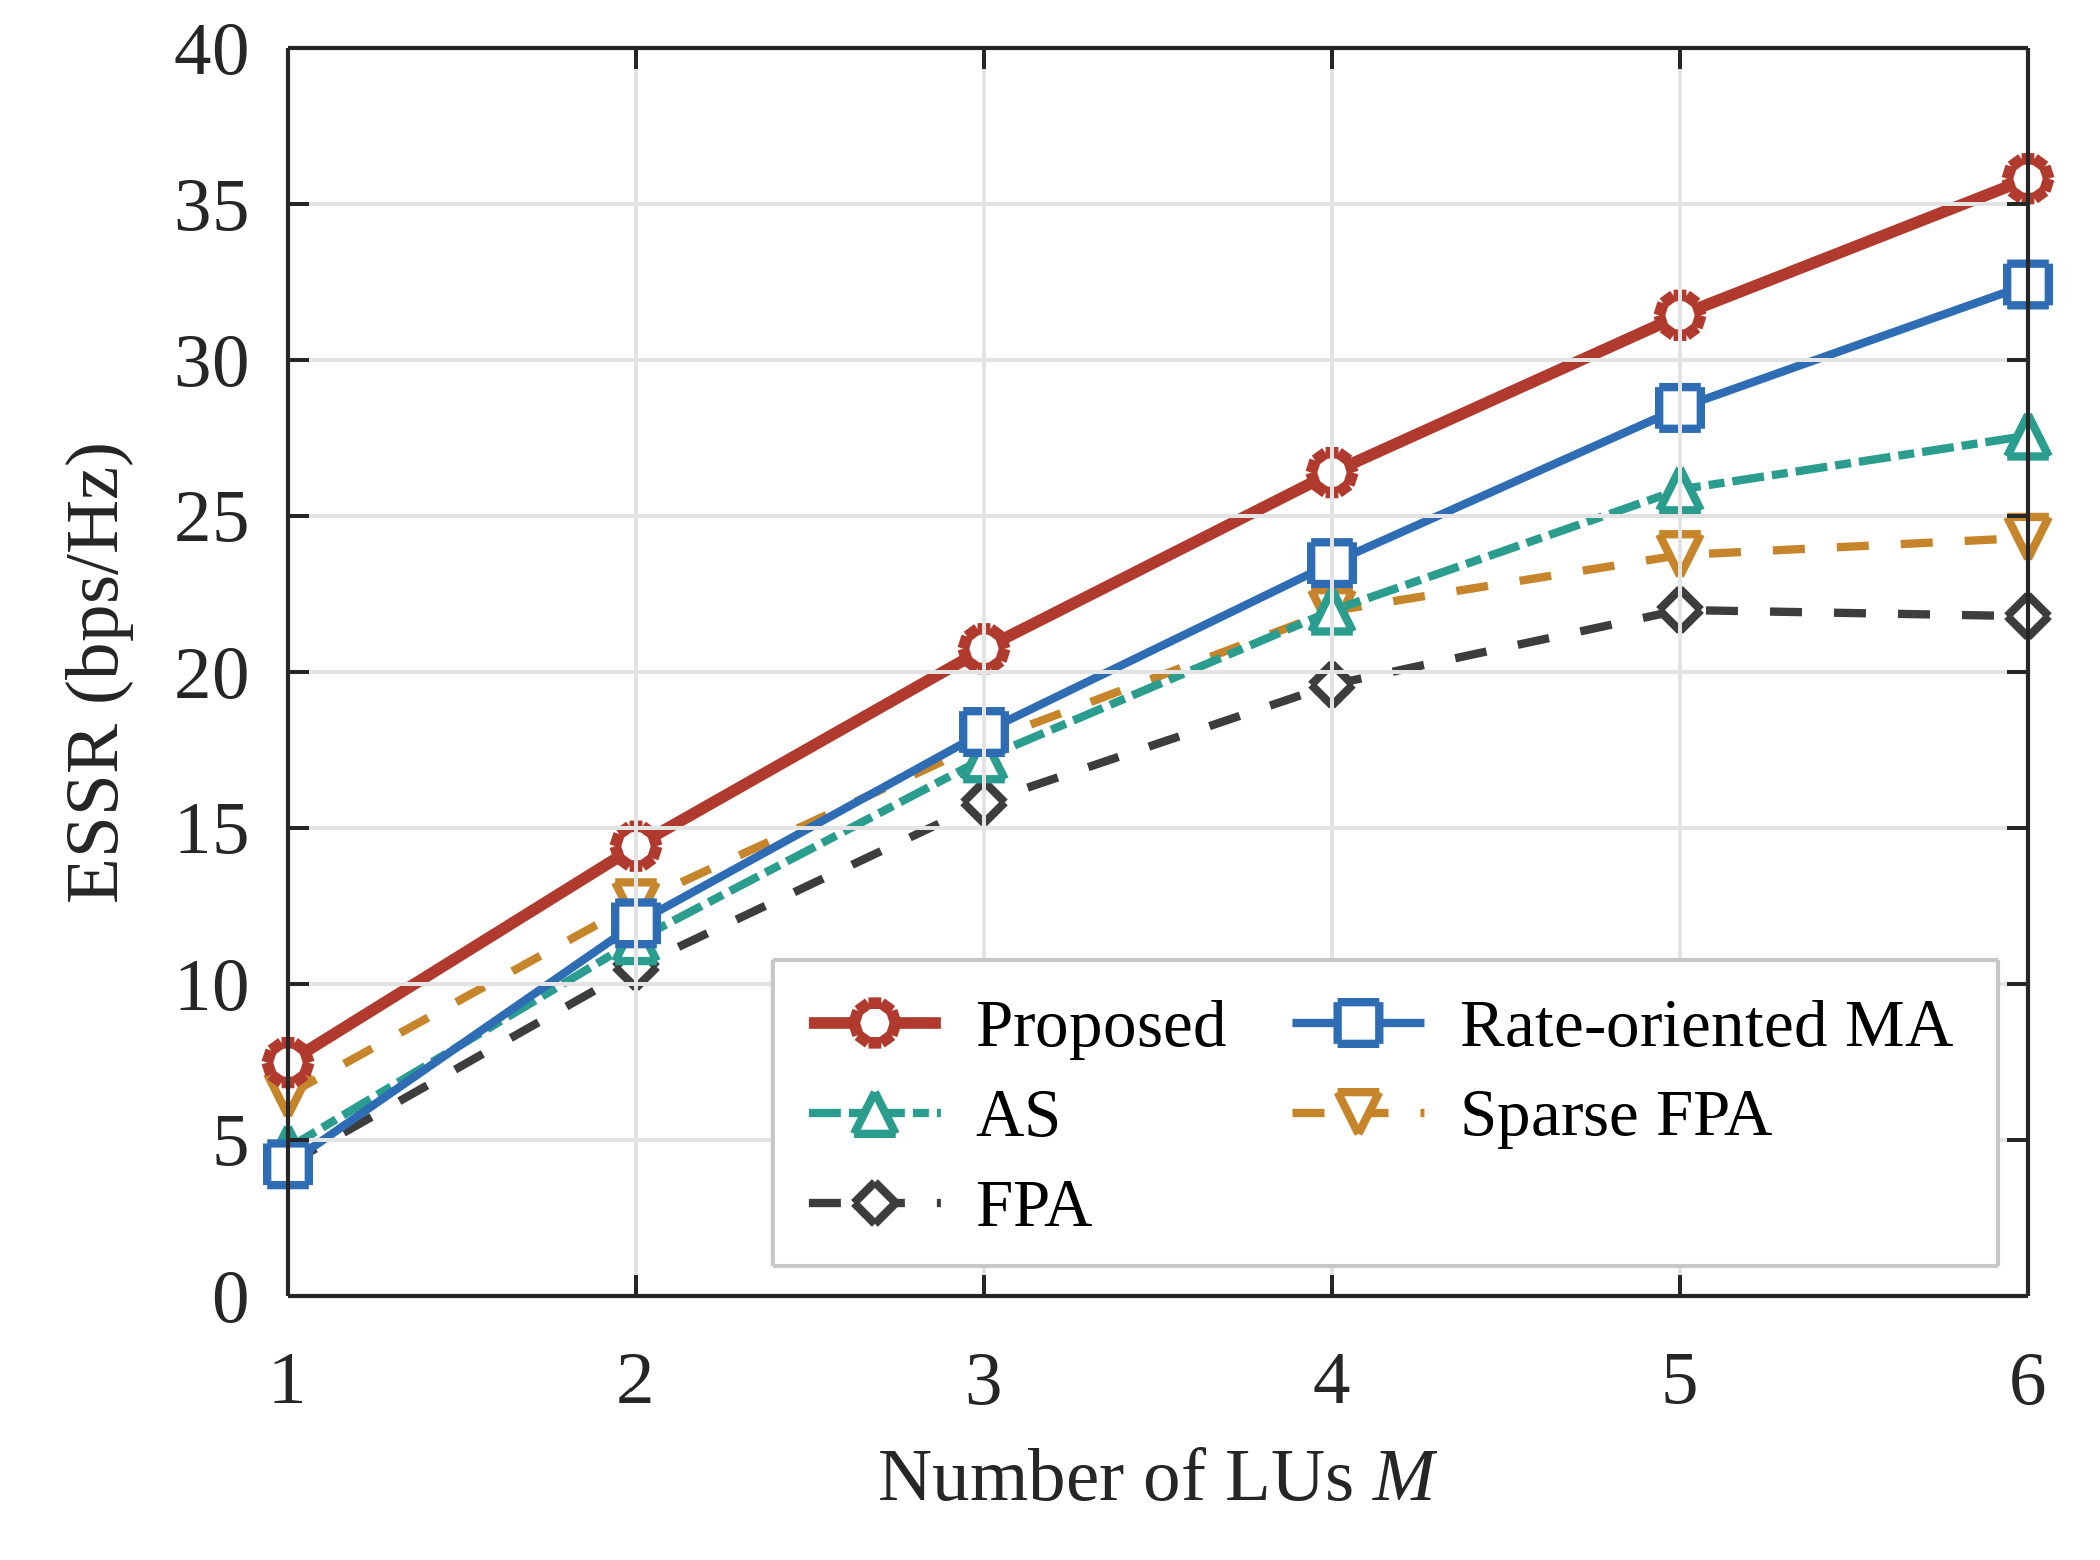 40
35
30
25
20
15
10
5
0
ESSR (bps/Hz)
Proposed
Rate-oriented MA
AS
Sparse FPA
FPA
1 2 3 4 5 6
Number of LUs M